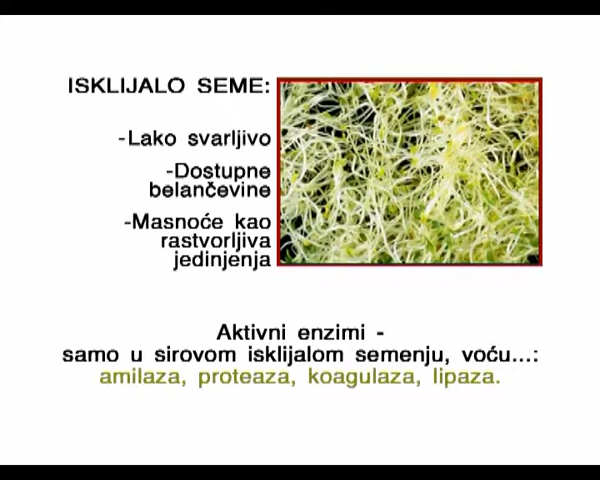 ISKLIJALO SEME:
-Lako svarljivo
-Dostupne
belančevine
-Masnoće kao
rastvorljiva
jedinjenja
Aktivni enzimi -
samo u sirovom isklijalom semenju, voću...:
amilaza, proteaza, koagulaza, lipaza.